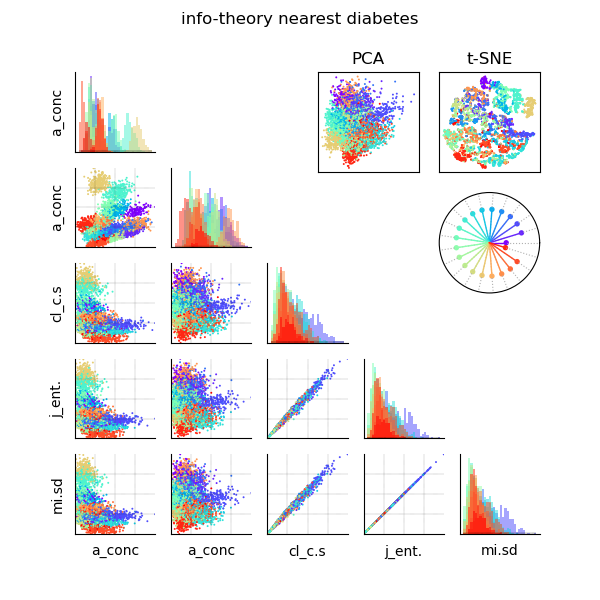 info-theory nearest diabetes
PCA
t-SNE
a_conc
a_conc
cl_c.s
j_ent.
mi.sd
a_conc
a_conc
cl_c.s
j_ent.
mi.sd